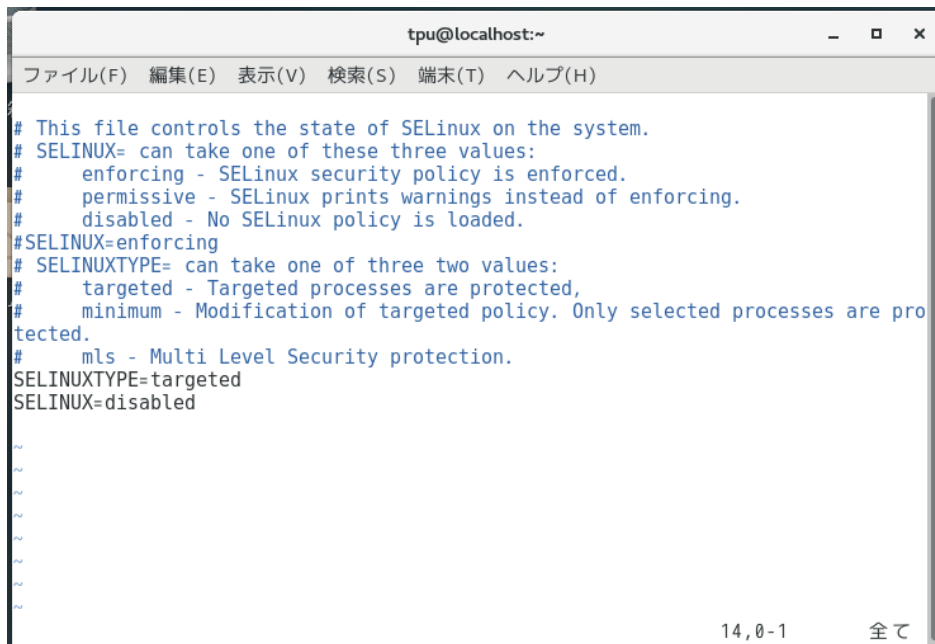 tpu@localhost:~
ファイル(F) 編集(E) 表示(V) 検索(S) 端末(T) ヘルプ(H)
# This file controls the state of SELinux on the system.
# SELINUX= can take one of these three values:
#     enforcing - SELinux security policy is enforced.
#     permissive - SELinux prints warnings instead of enforcing.
#     disabled - No SELinux policy is loaded.
#SELINUX=enforcing
# SELINUXTYPE= can take one of three two values:
#     targeted - Targeted processes are protected,
#     minimum - Modification of targeted policy. Only selected processes are pro
tected.
#     mls - Multi Level Security protection.
SELINUXTYPE=targeted
SELINUX=disabled
~
~
~
~
~
~
~
~
14,0-1 全て